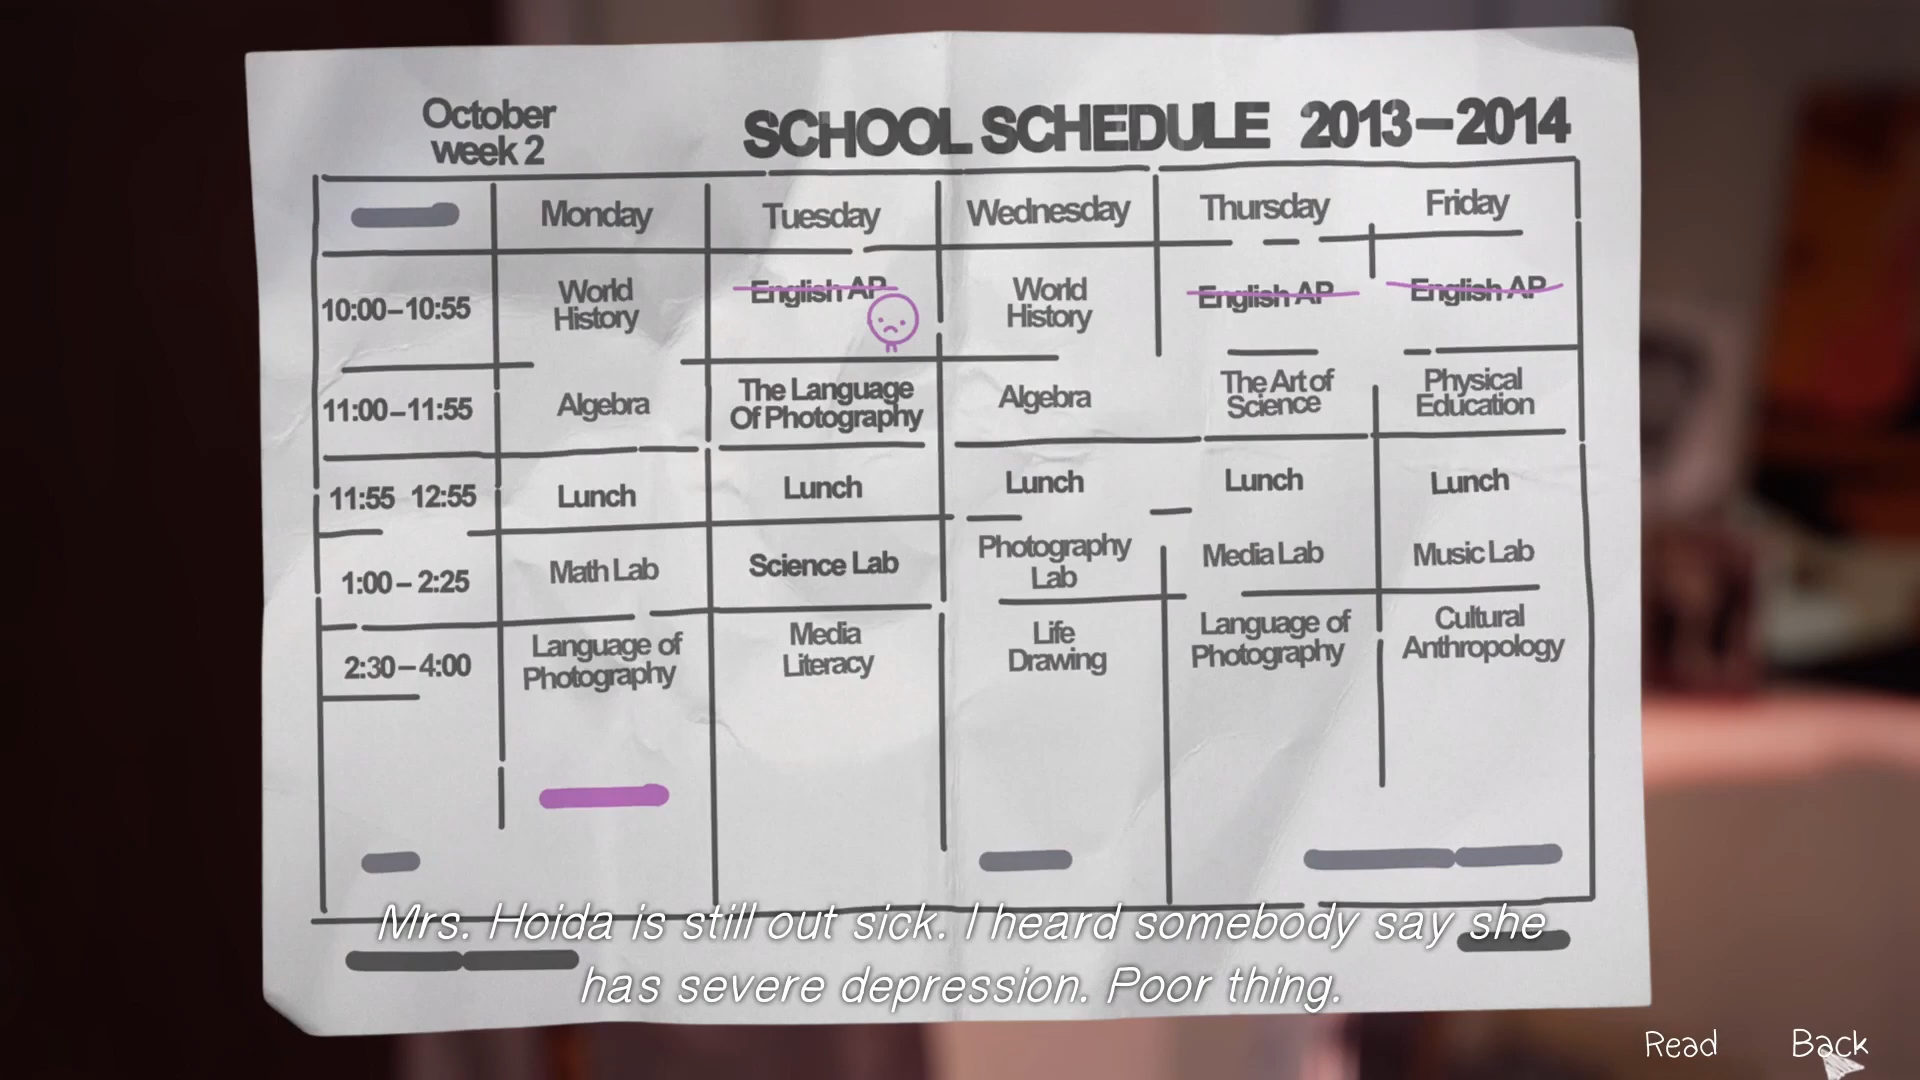 October
week 2
SCHOOL SCHEDULE 2013-2014
Monday
Tuesday
Wednesday
Thursday
Friday
10:00-10:55
World
History
English AP
World
History
English AP
English AP
11:00-11:55
Algebra
The Language
Of Photography
Algebra
The Art of
Science
Physical
Education
11:55 12:55
Lunch
Lunch
Lunch
Lunch
Lunch
1:00-2:25
Math Lab
Science Lab
Photography
Lab
Media Lab
Music Lab
2:30-4:00
Language of
Photography
Media
Literacy
Life
Drawing
Language of
Photography
Cultural
Anthropology
Mrs. Hoida is still out sick. I heard somebody say she
has severe depression. Poor thing.
Read
Back